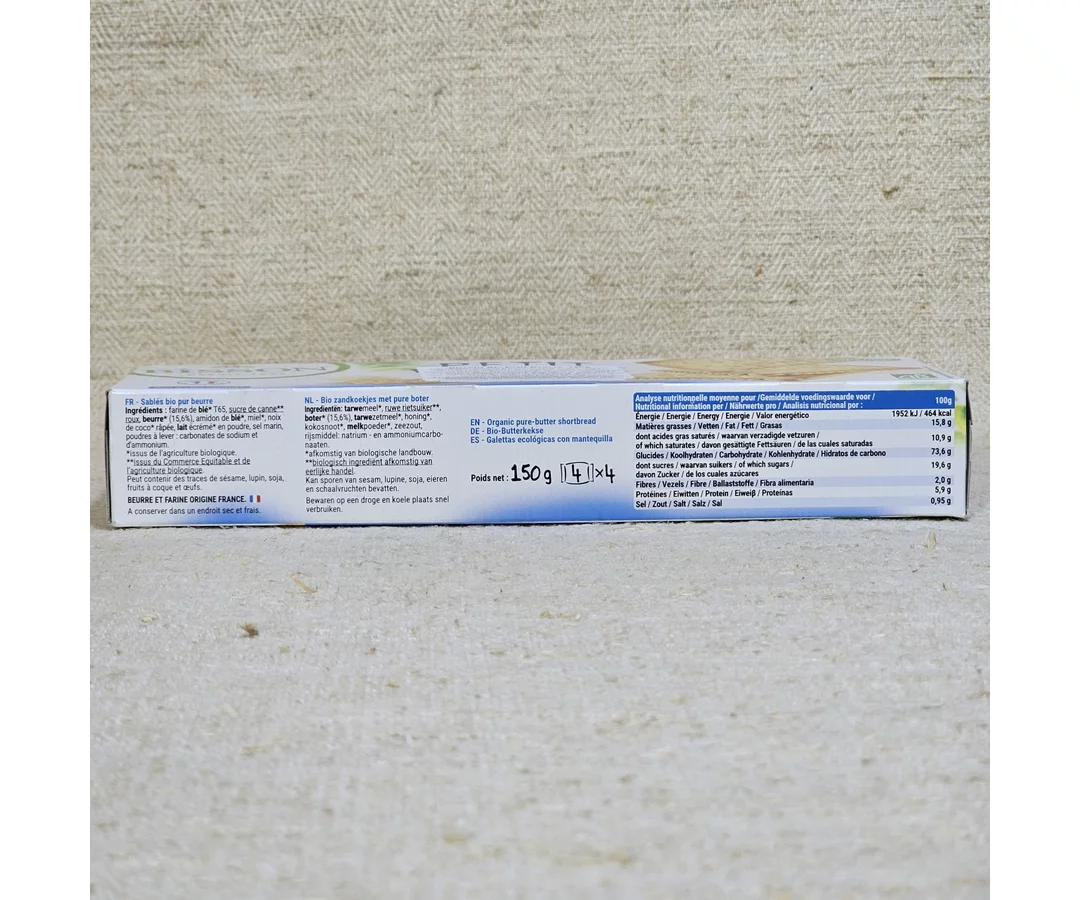 BISSON
PETIT
FR - Sablés bio pur beurre
Ingrédients : farine de blé* T65, sucre de canne**
roux, beurre* (15,6%), amidon de blé*, miel*, noix
de coco* râpée, lait écrémé* en poudre, sel marin,
poudres à lever : carbonates de sodium et
d'ammonium.
*issus de l'agriculture biologique.
**issus du Commerce Equitable et de
l'agriculture biologique.
Peut contenir des traces de sésame, lupin, soja,
fruits à coque et œufs.
BEURRE ET FARINE ORIGINE FRANCE.
A conserver dans un endroit sec et frais.
NL - Bio zandkoekjes met pure boter
Ingrediënten: tarwemeel*, ruwe rietsuiker**,
boter* (15,6%), tarwezetmeel*, honing*,
kokosnoot*, melkpoeder*, zeezout,
rijsmiddel: natrium - en ammoniumcarbo-
naten.
*afkomstig van biologische landbouw.
**biologisch ingrediënt afkomstig van
eerlijke handel.
Kan sporen van sesam, lupine, soja, eieren
en schaalvruchten bevatten.
Bewaren op een droge en koele plaats snel
verbruiken.
EN - Organic pure-butter shortbread
DE - Bio-Butterkekse
ES - Galettas ecológicas con mantequilla
Poids net : 150 g 4 x4
Analyse nutritionpelle moyenne pour /Gemiddelde voedingswaarde voor /
Nutritional information per / Nährwerte pro / Analisis nutricional por :
100g
Énergie / Energie / Energy / Energie / Valor energético 1952 kJ / 464 kcal
Matières grasses / Vetten / Fat / Fett / Grasas 15,8 g
dont acides gras saturés / waarvan verzadigde vetzuren /
of which saturates / davon gesättigte Fettsäuren / de las cuales saturadas 10,9 g
Glucides / Koolhydraten / Carbohydrate / Kohlenhydrate / Hidratos de carbono 73,6 g
dont sucres / waarvan suikers / of which sugars /
davon Zucker / de los cuales azúcares 19,6 g
Fibres / Vezels / Fibre / Ballaststoffe / Fibra alimentaria 2,0 g
Protéines / Eiwitten / Protein / Eiweiß / Proteinas 5,9 g
Sel / Zout / Salt / Salz / Sal 0,95 g